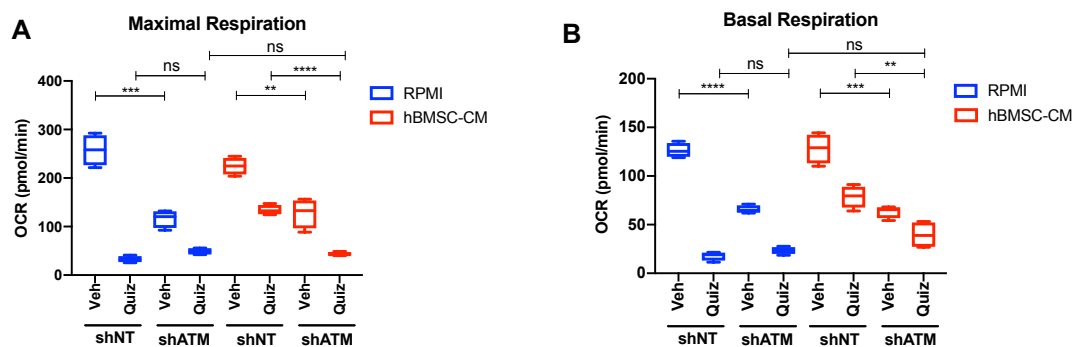 A
Maximal Respiration
ns
ns
****
***
**
400
300
200
100
0
OCR (pmol/min)
RPMI
hBMSC-CM
Veh
Quiz
Veh
Quiz
Veh
Quiz
Veh
Quiz
shNT
shATM
shNT
shATM
B
Basal Respiration
ns
ns
**
****
***
200
150
100
50
0
OCR (pmol/min)
RPMI
hBMSC-CM
Veh
Quiz
Veh
Quiz
Veh
Quiz
Veh
Quiz
shNT
shATM
shNT
shATM